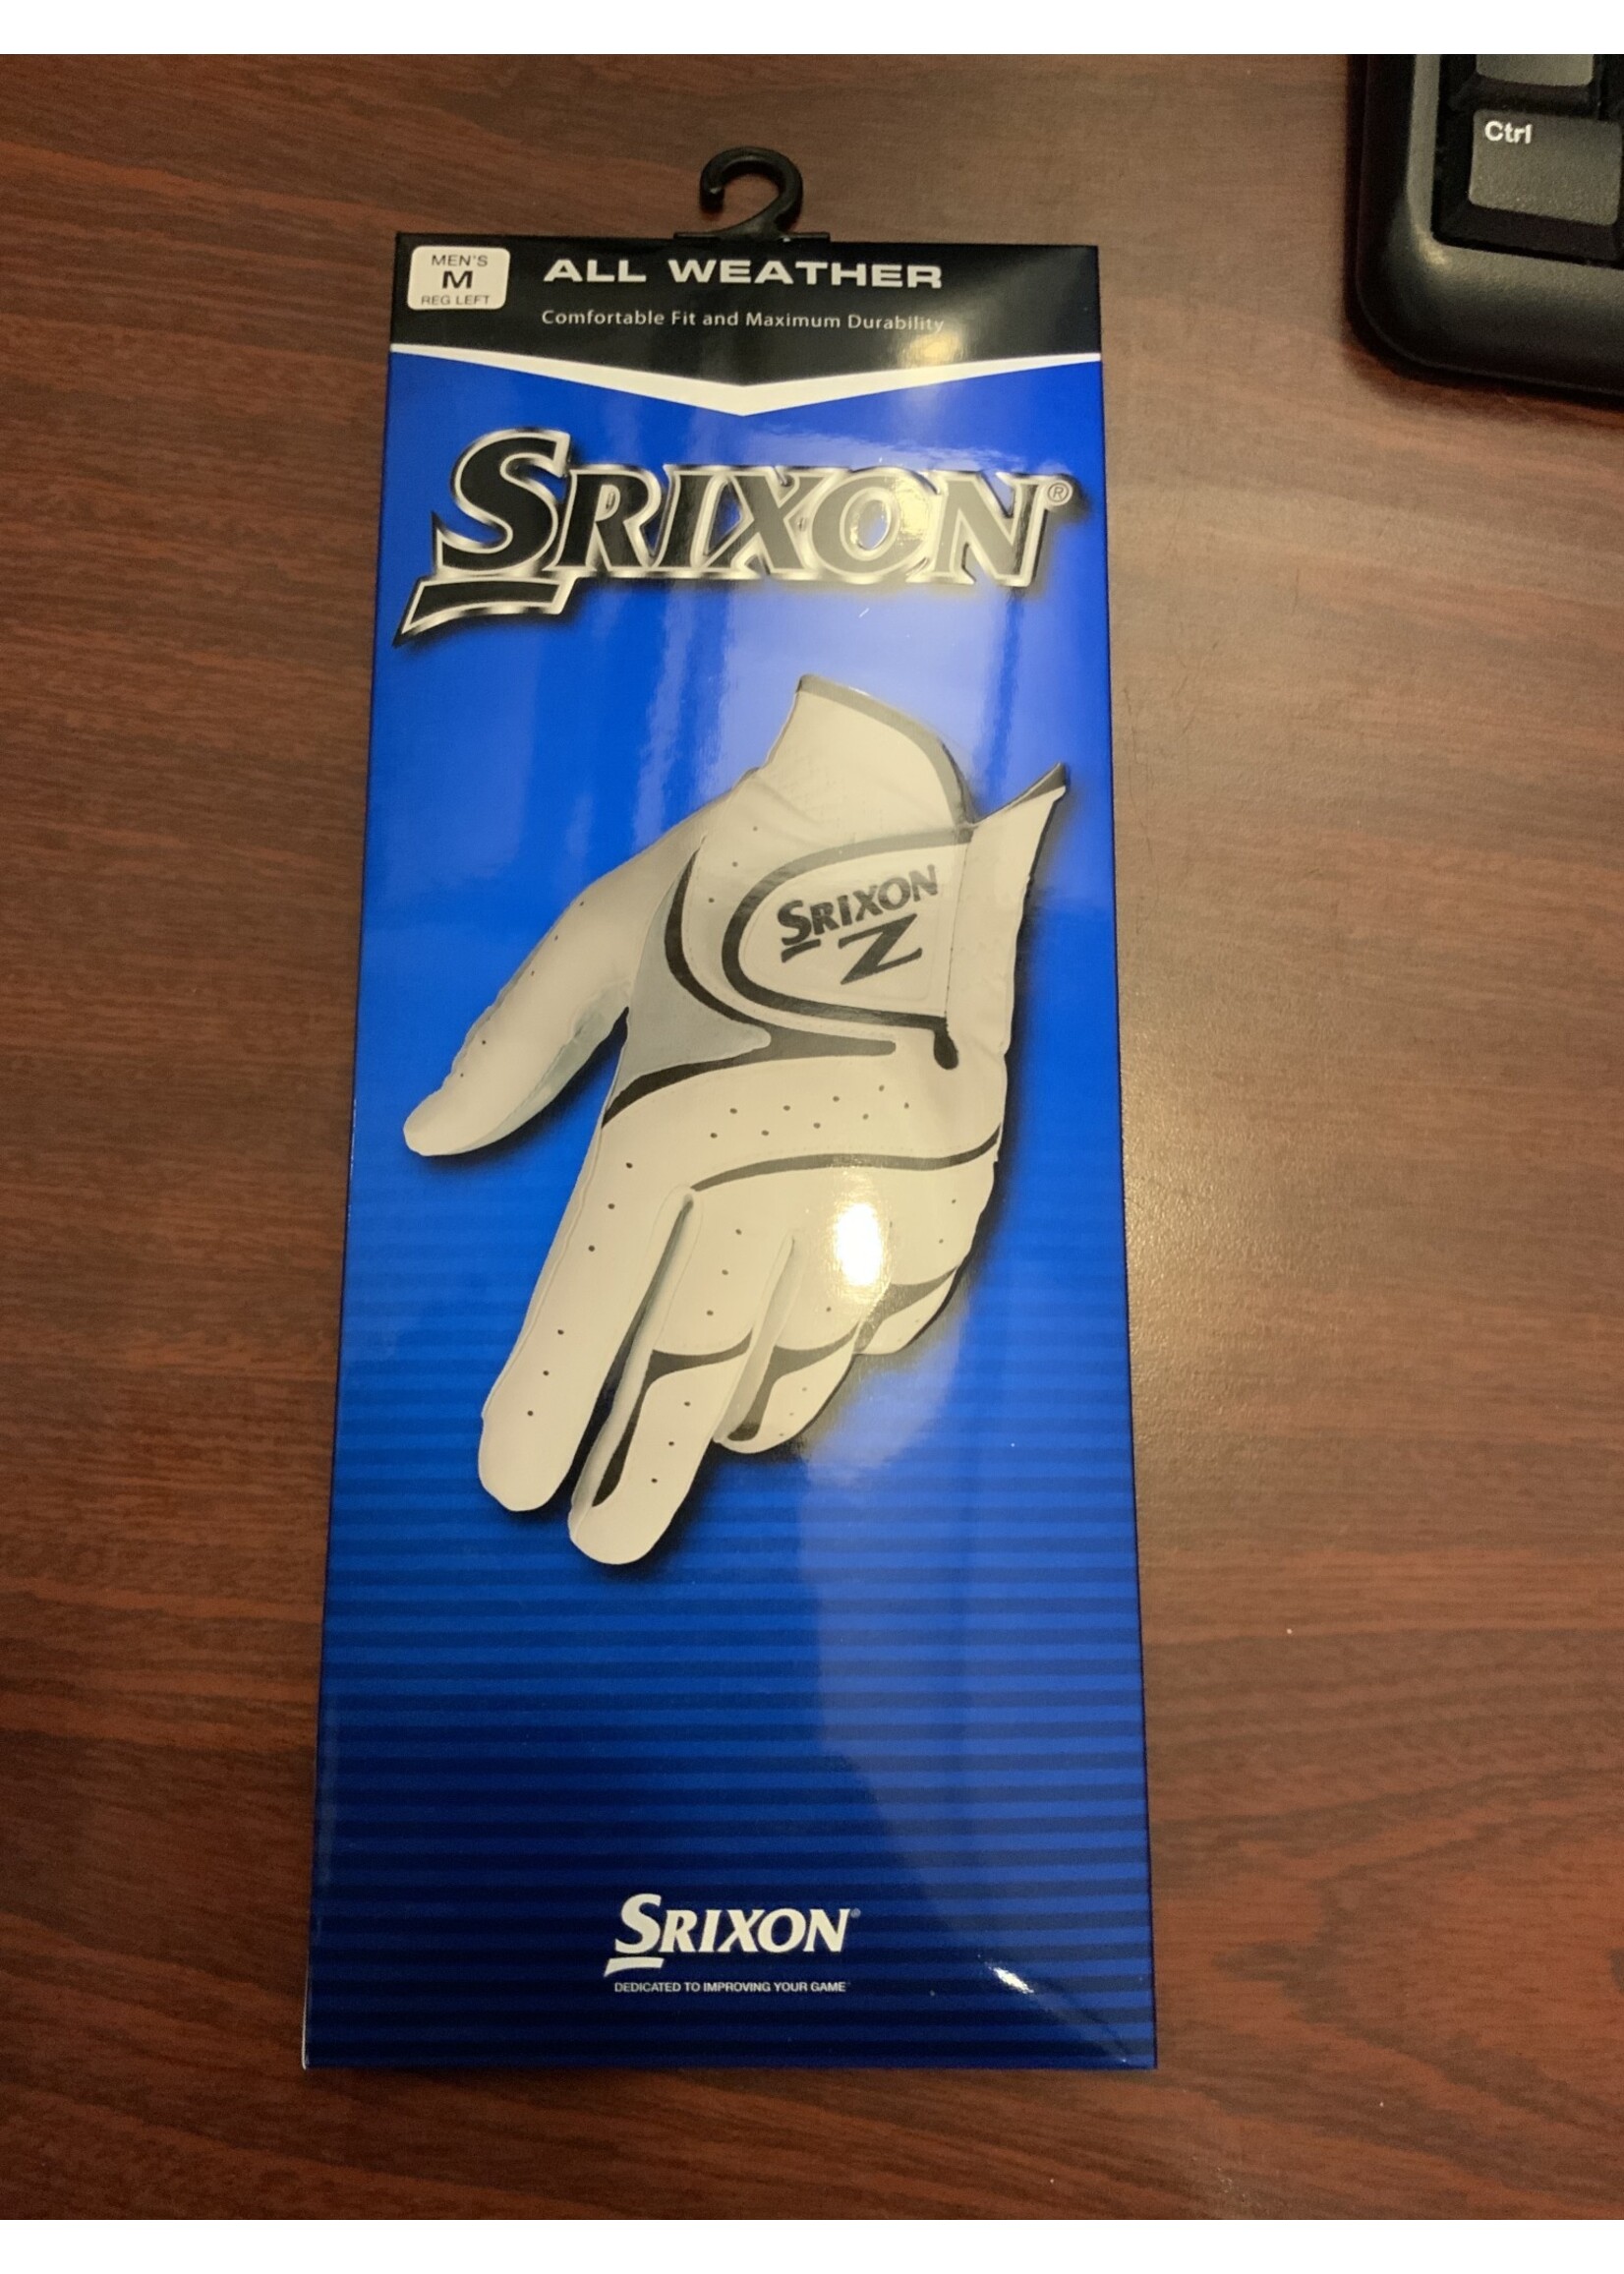 Ctrl
MEN'S
M
REG LEFT
ALL WEATHER
Comfortable Fit and Maximum Durability
SRIXON®
SRIXON
Z
SRIXON®
DEDICATED TO IMPROVING YOUR GAME